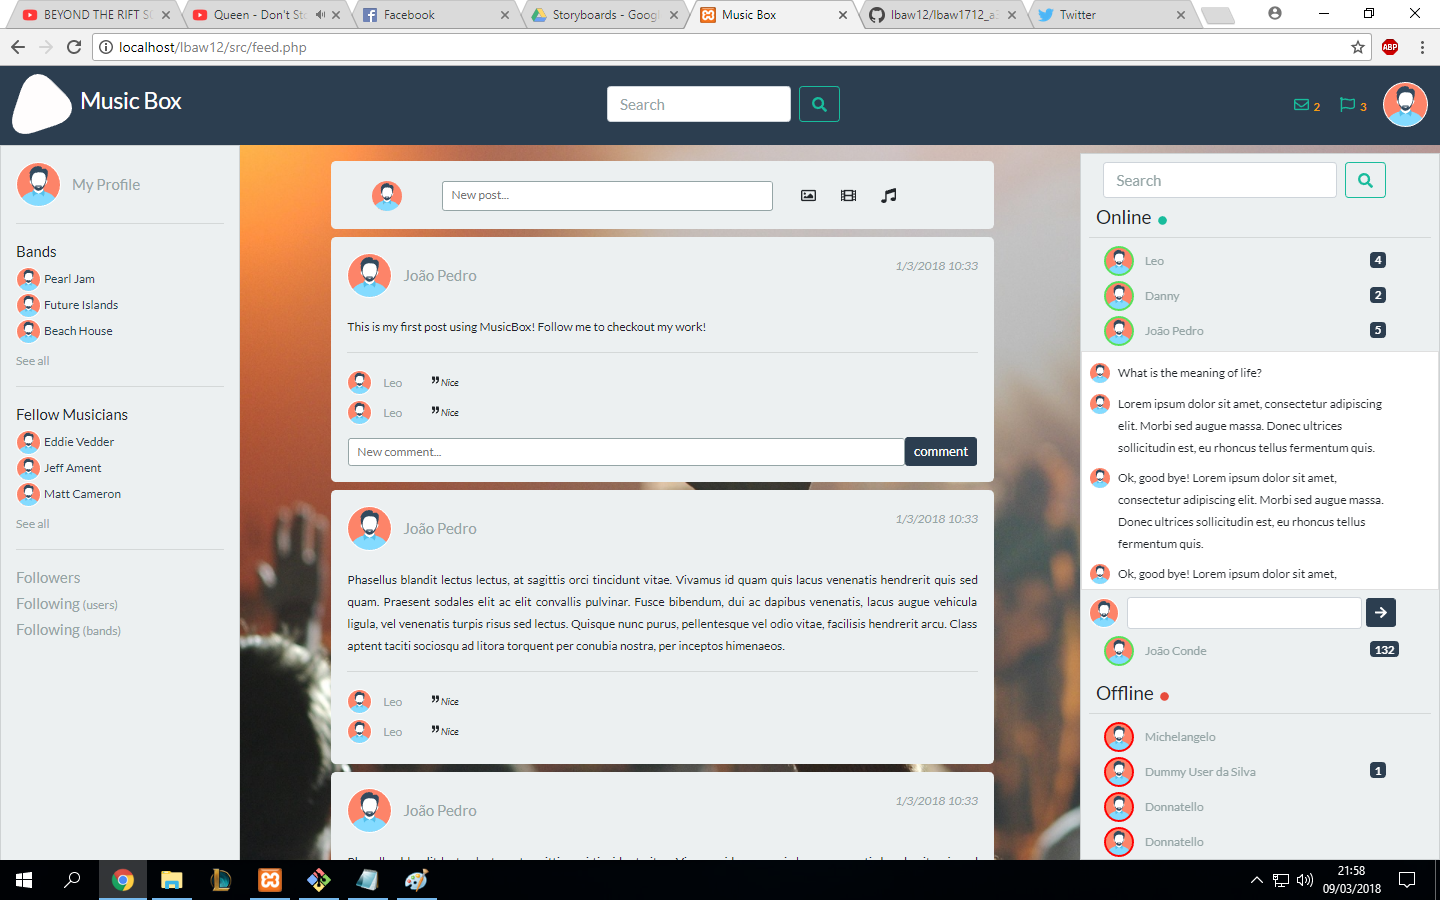 BEYOND THE RIFT SO
Queen - Don't Sto
Facebook
Storyboards - Googl
Music Box
lbaw12/lbaw1712_a3
Twitter
localhost/lbaw12/src/feed.php
ABP
Music Box
Search
2
3
My Profile
Bands
Pearl Jam
Future Islands
Beach House
See all
Fellow Musicians
Eddie Vedder
Jeff Ament
Matt Cameron
See all
Followers
Following (users)
Following (bands)
New post...
João Pedro
1/3/2018 10:33
This is my first post using MusicBox! Follow me to checkout my work!
Leo
Nice
Leo
Nice
New comment...
comment
João Pedro
1/3/2018 10:33
Phasellus blandit lectus lectus, at sagittis orci tincidunt vitae. Vivamus id quam quis lacus venenatis hendrerit quis sed
quam. Praesent sodales elit ac elit convallis pulvinar. Fusce bibendum, dui ac dapibus venenatis, lacus augue vehicula
ligula, vel venenatis turpis risus sed lectus. Quisque nunc purus, pellentesque vel odio vitae, facilisis hendrerit arcu. Class
aptent taciti sociosqu ad litora torquent per conubia nostra, per inceptos himenaeos.
Leo
Nice
Leo
Nice
João Pedro
1/3/2018 10:33
Search
Online
Leo
4
Danny
2
João Pedro
5
What is the meaning of life?
Lorem ipsum dolor sit amet, consectetur adipiscing
elit. Morbi sed augue massa. Donec ultrices
sollicitudin est, eu rhoncus tellus fermentum quis.
Ok, good bye! Lorem ipsum dolor sit amet,
consectetur adipiscing elit. Morbi sed augue massa.
Donec ultrices sollicitudin est, eu rhoncus tellus
fermentum quis.
Ok, good bye! Lorem ipsum dolor sit amet,
João Conde
132
Offline
Michelangelo
Dummy User da Silva
1
Donnatello
Donnatello
21:58
09/03/2018